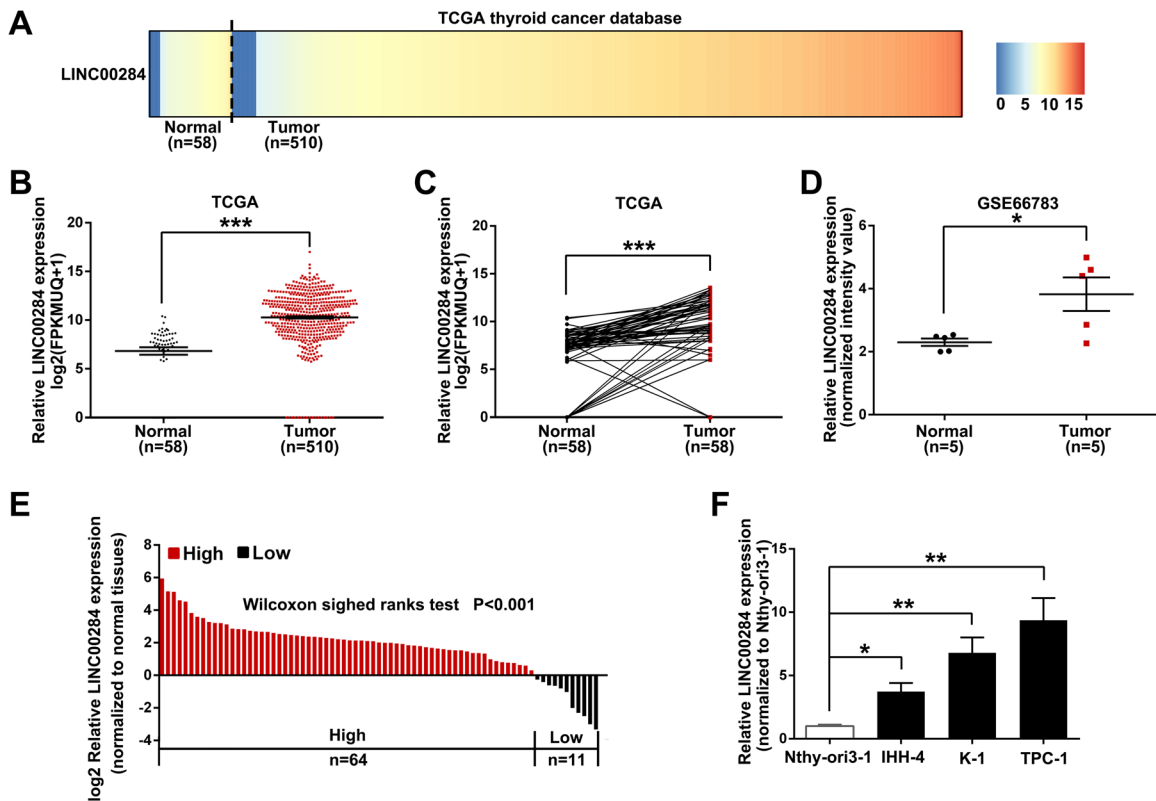 A
TCGA thyroid cancer database
LINC00284
Normal
(n=58)
Tumor
(n=510)
0 5 10 15
B
TCGA
***
Relative LINC00284 expression
log2(FPKMUQ+1)
20
15
10
5
0
Normal
(n=58)
Tumor
(n=510)
C
TCGA
***
Relative LINC00284 expression
log2(FPKMUQ+1)
20
15
10
5
0
Normal
(n=58)
Tumor
(n=58)
D
GSE66783
*
Relative LINC00284 expression
(normalized intensity value)
6
4
2
0
Normal
(n=5)
Tumor
(n=5)
E
log2 Relative LINC00284 expression
(normalized to normal tissues)
8
6
4
2
0
-2
-4
High Low
Wilcoxon sighed ranks test P<0.001
High
n=64
Low
n=11
F
Relative LINC00284 expression
(normalized to Nthy-ori3-1)
15
10
5
0
**
**
*
Nthy-ori3-1 IHH-4 K-1 TPC-1